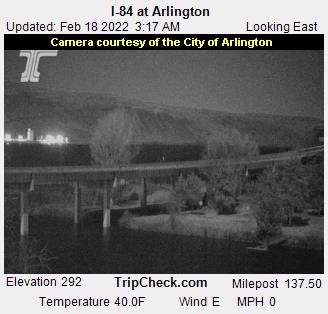 I-84 at Arlington
Updated: Feb 18 2022 3:17 AM Looking East
Camera courtesy of the City of Arlington
Elevation 292 TripCheck.com Milepost 137.50
Temperature 40.0F Wind E MPH 0